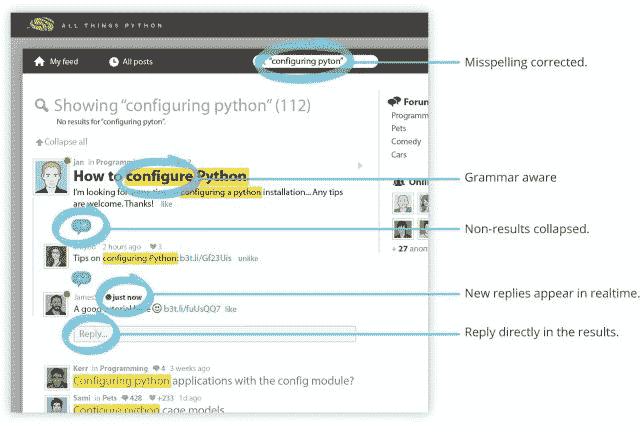 ALL THINGS PYTHON
My feed
All posts
"configuring pyton"
Misspelling corrected.
Showing "configuring python" (112)
No results for "configuring pyton".
Collapse all
Forum
Programm
Pets
Comedy
Cars
Jan in Programming
How to configure Python
Grammar aware
I'm looking for
configuring a python installation... Any tips
are welcome. Thanks! like
Onlin
+ 27 anon
Non-results collapsed.
2 hours ago 3
Tips on configuring Python: b3t.li/Gf23Uis unlike
James
just now
New replies appear in realtime.
A good tutorial here b3t.li/fuUsQQ7 like
Reply...
Reply directly in the results.
Kerr in Programming 4 3 weeks ago
Configuring python applications with the config module?
Sami in Pets 428 +233 1d ago
Configure python cage models